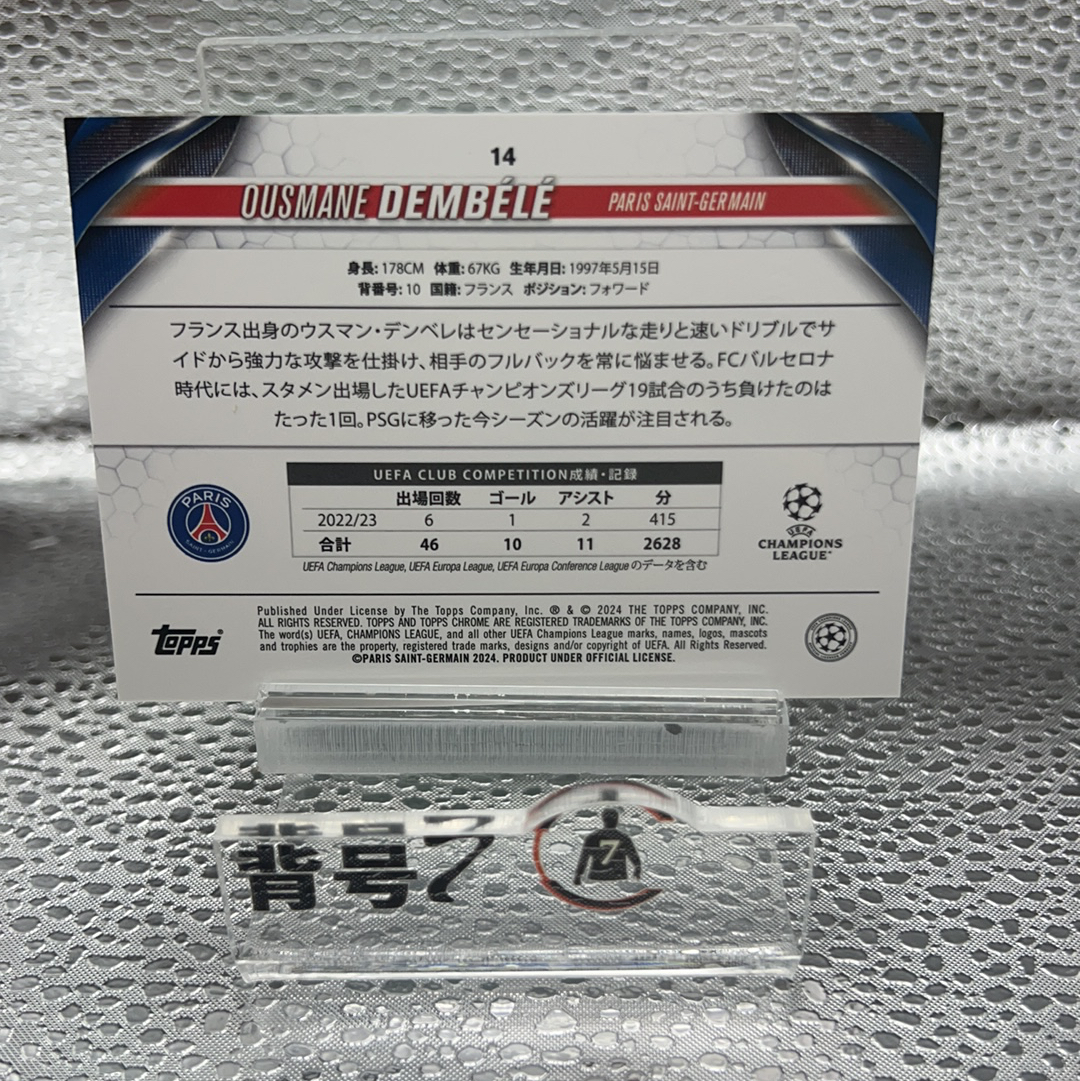 14
OUSMANE DEMBÉLÉ PARIS SAINT-GERMAIN
身長: 178CM 体重: 67KG 生年月日: 1997年5月15日
背番号: 10 国籍: フランス ポジション: フォワード
フランス出身のウスマン・デンベレはセンセーショナルな走りと速いドリブルでサ
イドから強力な攻撃を仕掛け、相手のフルバックを常に悩ませる。FCバルセロナ
時代には、スタメン出場したUEFAチャンピオンズリーグ19試合のうち負けたのは
たった1回。PSGに移った今シーズンの活躍が注目される。
UEFA CLUB COMPETITION成績・記録
出場回数 ゴール アシスト 分
2022/23 6 1 2 415
合計 46 10 11 2628
UEFA Champions League, UEFA Europa League, UEFA Europa Conference League のデータを含む
PARIS
SAINT-GERMAIN
UEFA
CHAMPIONS
LEAGUE
Published Under License by The Topps Company, Inc. ® & © 2024 THE TOPPS COMPANY, INC.
ALL RIGHTS RESERVED. TOPPS AND TOPPS CHROME ARE REGISTERED TRADEMARKS OF THE TOPPS COMPANY, INC.
The word(s) UEFA, CHAMPIONS LEAGUE, and all other UEFA Champions League marks, names, logos, mascots
and trophies are the property, registered trade marks, designs and/or copyright of UEFA. All Rights Reserved.
©PARIS SAINT-GERMAIN 2024. PRODUCT UNDER OFFICIAL LICENSE.
topps
背号7
7